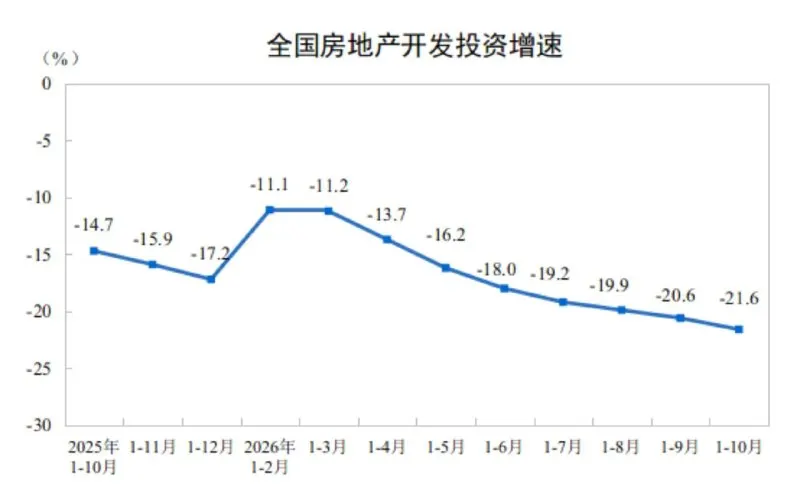 全国房地产开发投资增速
（%）
0
-5
-10
-15
-20
-25
-30
-14.7
-15.9
-17.2
-11.1
-11.2
-13.7
-16.2
-18.0
-19.2
-19.9
-20.6
-21.6
2025年
1-10月
1-11月
1-12月
2026年
1-2月
1-3月
1-4月
1-5月
1-6月
1-7月
1-8月
1-9月
1-10月